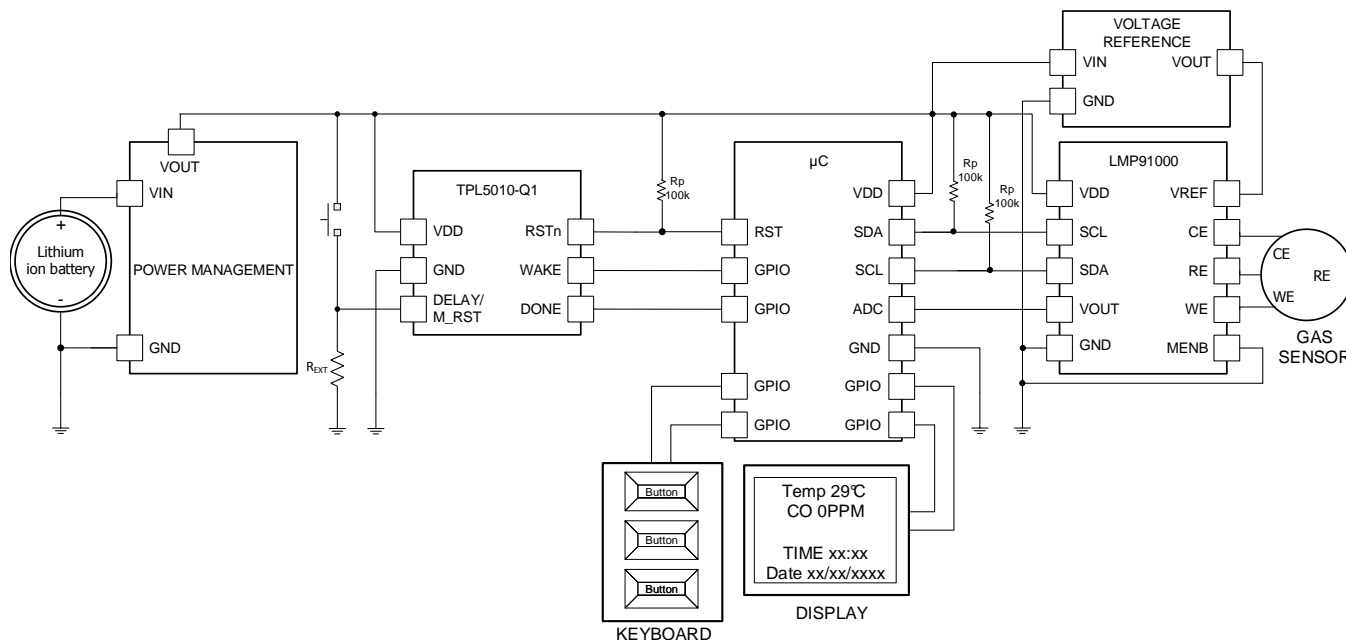 VOLTAGE
REFERENCE
VIN
VOUT
GND
VOUT
VIN
POWER MANAGEMENT
GND
+
Lithium
ion battery
-
TPL5010-Q1
VDD
RSTn
GND
WAKE
DELAY/
M_RST
DONE
REXT
Rp
100k
µC
VDD
RST
SDA
GPIO
SCL
GPIO
ADC
GND
GPIO
GPIO
GPIO
GPIO
Rp
100k
Rp
100k
LMP91000
VDD
VREF
SCL
CE
SDA
RE
VOUT
WE
GND
MENB
CE
RE
WE
GAS
SENSOR
Button
Button
Button
KEYBOARD
Temp 29°C
CO 0PPM
TIME xx:xx
Date xx/xx/xxxx
DISPLAY